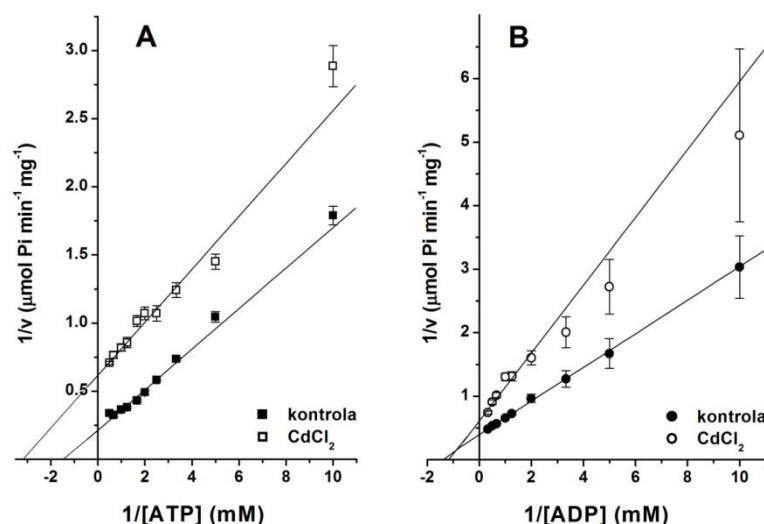 A
1/v (μmol Pi min⁻¹ mg⁻¹)
3.0
2.5
2.0
1.5
1.0
0.5
-2 0 2 4 6 8 10
kontrola
CdCl₂
1/[ATP] (mM)
B
1/v (μmol Pi min⁻¹ mg⁻¹)
6
5
4
3
2
1
-2 0 2 4 6 8 10
kontrola
CdCl₂
1/[ADP] (mM)